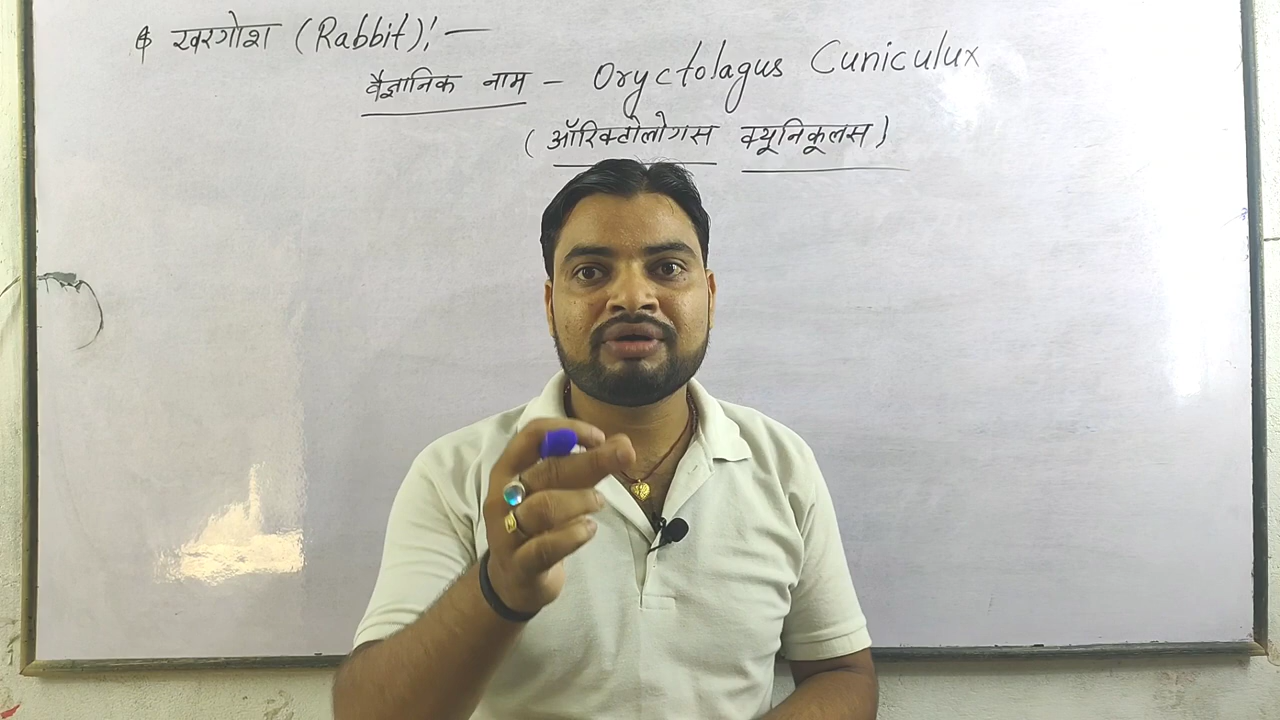 खरगोश (Rabbit):—
वैज्ञानिक नाम – Oryctolagus Cuniculux
(ऑरिक्टोलोगस क्यूनिकूलस)